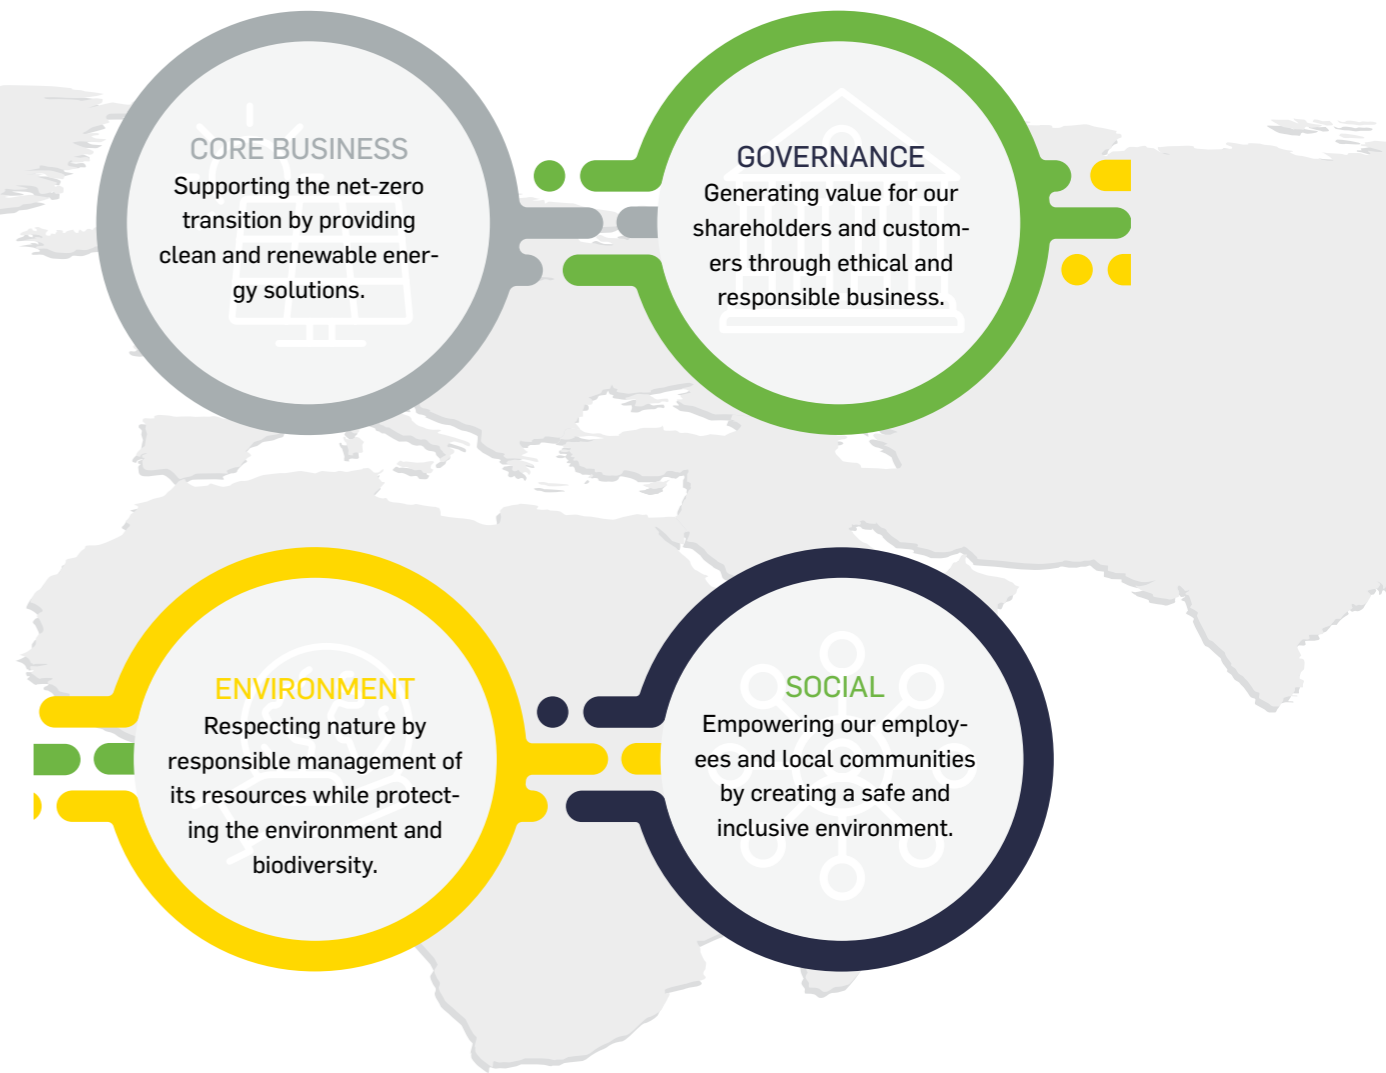 CORE BUSINESS
Supporting the net-zero
transition by providing
clean and renewable ener-
gy solutions.
GOVERNANCE
Generating value for our
shareholders and custom-
ers through ethical and
responsible business.
ENVIRONMENT
Respecting nature by
responsible management of
its resources while protect-
ing the environment and
biodiversity.
SOCIAL
Empowering our employ-
ees and local communities
by creating a safe and
inclusive environment.